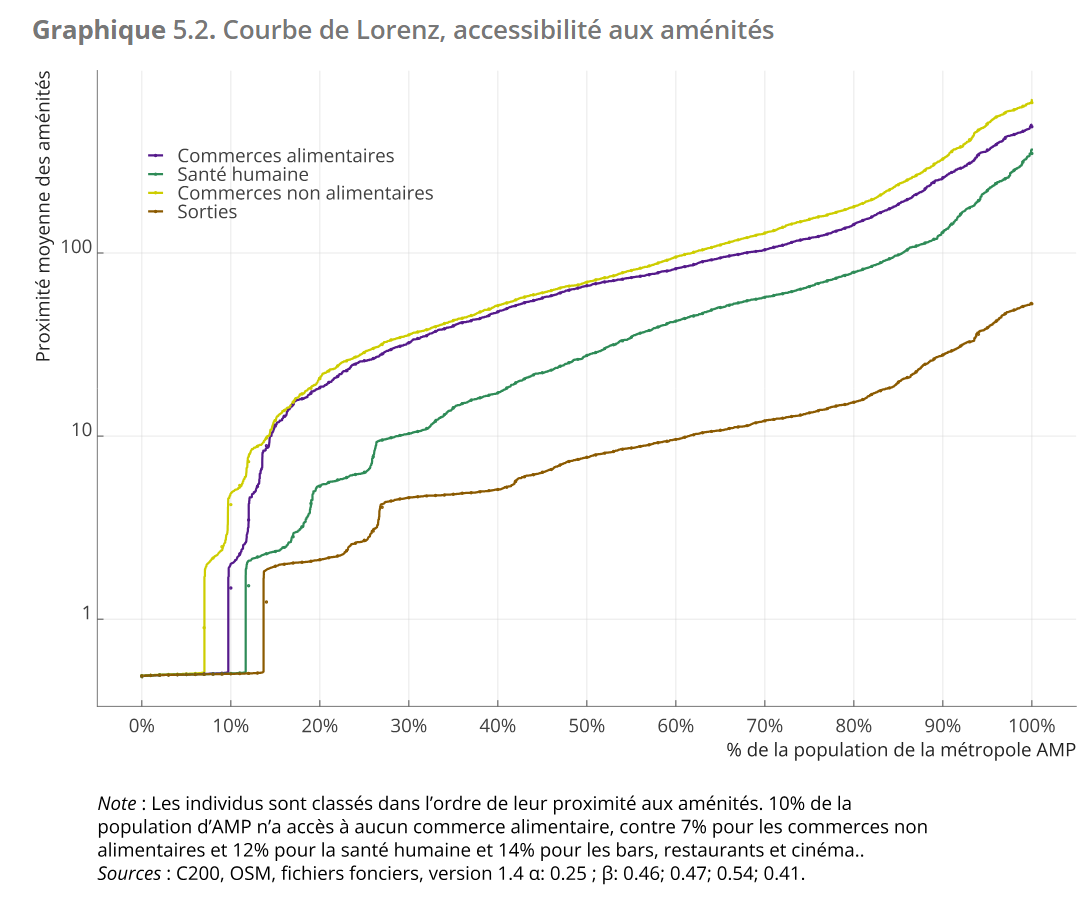 Graphique 5.2. Courbe de Lorenz, accessibilité aux aménités
Proximité moyenne des aménités
Commerces alimentaires
Santé humaine
Commerces non alimentaires
Sorties
100
10
1
0% 10% 20% 30% 40% 50% 60% 70% 80% 90% 100%
% de la population de la métropole AMP
Note : Les individus sont classés dans l'ordre de leur proximité aux aménités. 10% de la
population d'AMP n'a accès à aucun commerce alimentaire, contre 7% pour les commerces non
alimentaires et 12% pour la santé humaine et 14% pour les bars, restaurants et cinéma..
Sources : C200, OSM, fichiers fonciers, version 1.4 α: 0.25 ; β: 0.46; 0.47; 0.54; 0.41.